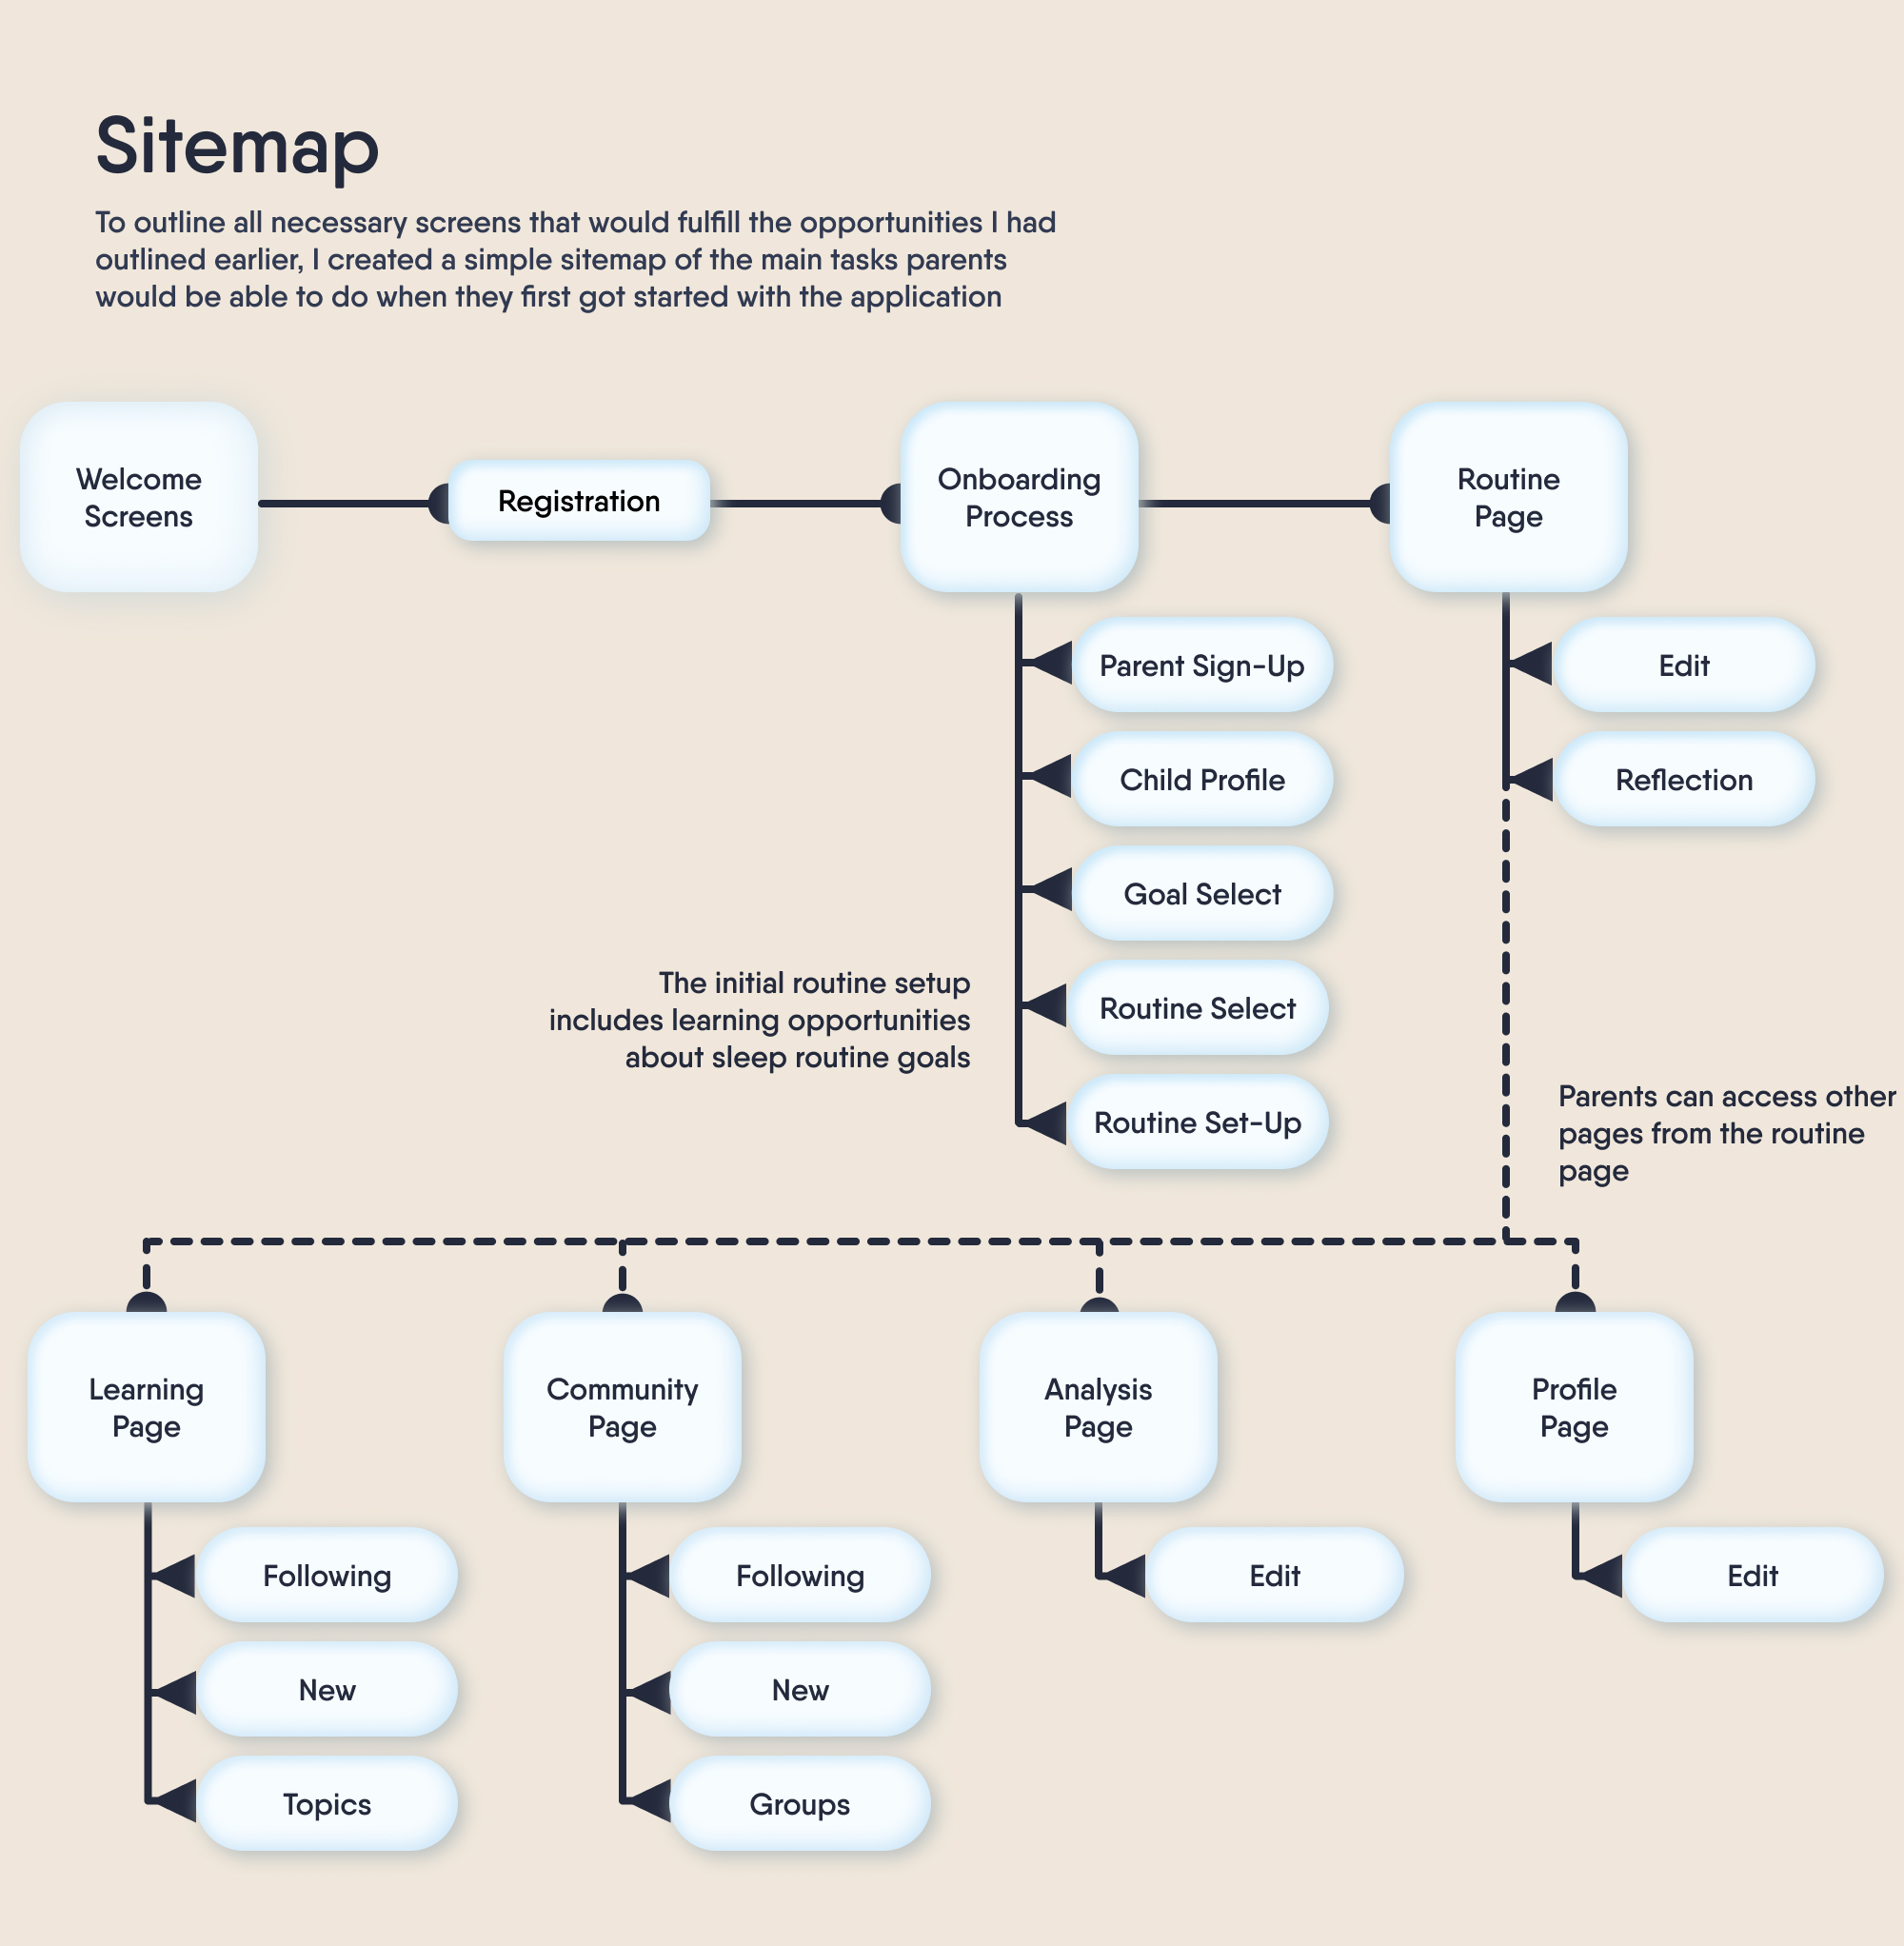 Sitemap
To outline all necessary screens that would fulfill the opportunities I had
outlined earlier, I created a simple sitemap of the main tasks parents
would be able to do when they first got started with the application
Welcome
Screens
Registration
Onboarding
Process
Routine
Page
Parent Sign-Up
Child Profile
Goal Select
Routine Select
Routine Set-Up
Edit
Reflection
The initial routine setup
includes learning opportunities
about sleep routine goals
Parents can access other
pages from the routine
page
Learning
Page
Following
New
Topics
Community
Page
Following
New
Groups
Analysis
Page
Edit
Profile
Page
Edit